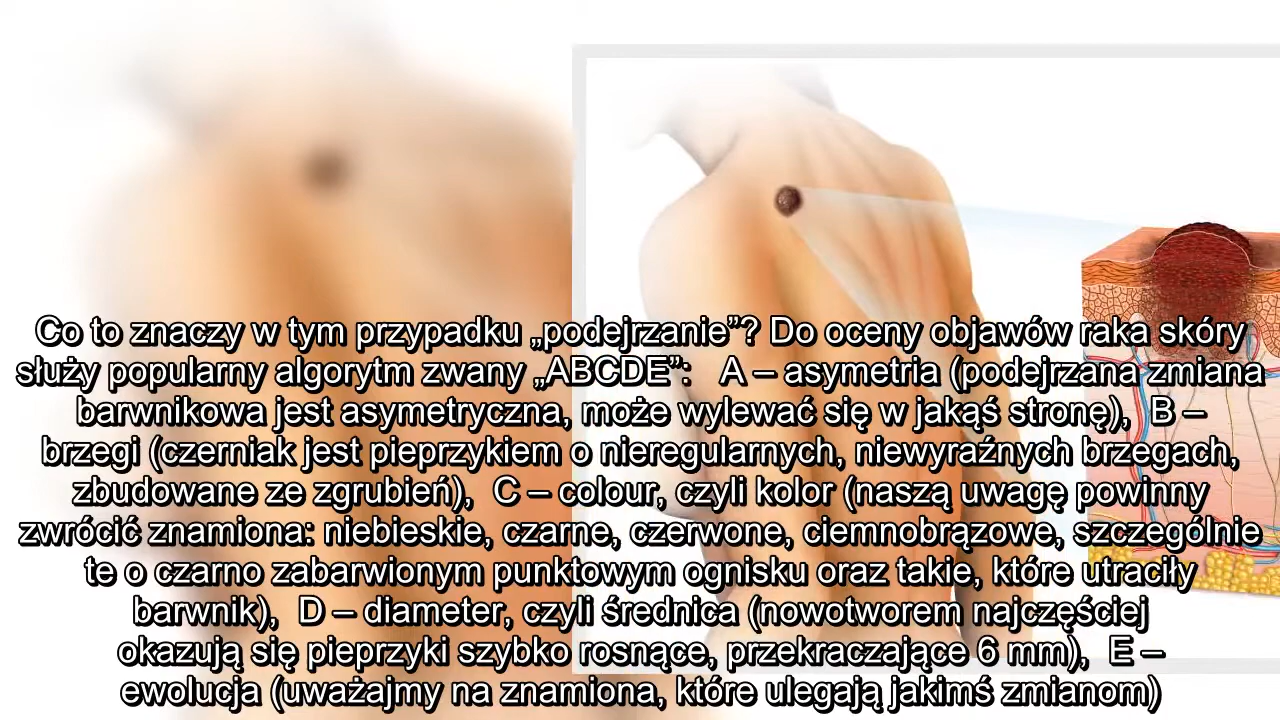 Co to znaczy w tym przypadku „podejrzanie”? Do oceny objawów raka skóry
służy popularny algorytm zwany „ABCDE”: A – asymetria (podejrzana zmiana
barwnikowa jest asymetryczna, może wylewać się w jakąś stronę), B –
brzegi (czerniak jest pieprzykiem o nieregularnych, niewyraźnych brzegach,
zbudowane ze zgrubień), C – colour, czyli kolor (naszą uwagę powinny
zwrócić znamiona: niebieskie, czarne, czerwone, ciemnobrązowe, szczególnie
te o czarno zabarwionym punktowym ognisku oraz takie, które utraciły
barwnik), D – diameter, czyli średnica (nowotworem najczęściej
okazują się pieprzyki szybko rosnące, przekraczające 6 mm), E –
ewolucja (uważajmy na znamiona, które ulegają jakimś zmianom)